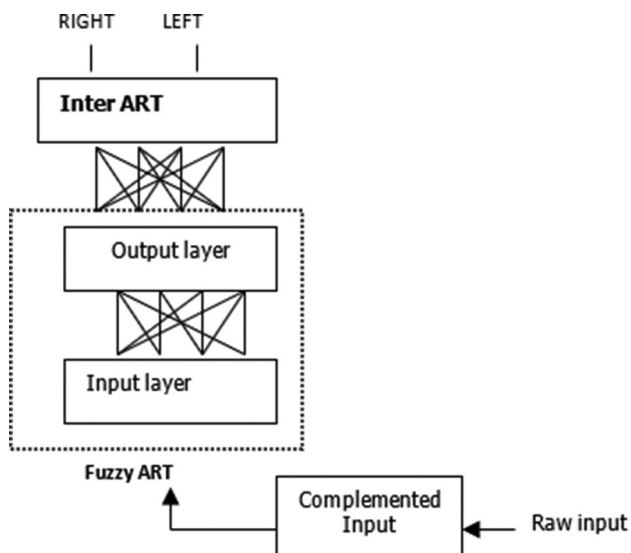 RIGHT LEFT
Inter ART
Output layer
Input layer
Fuzzy ART
Complemented
Input
Raw input